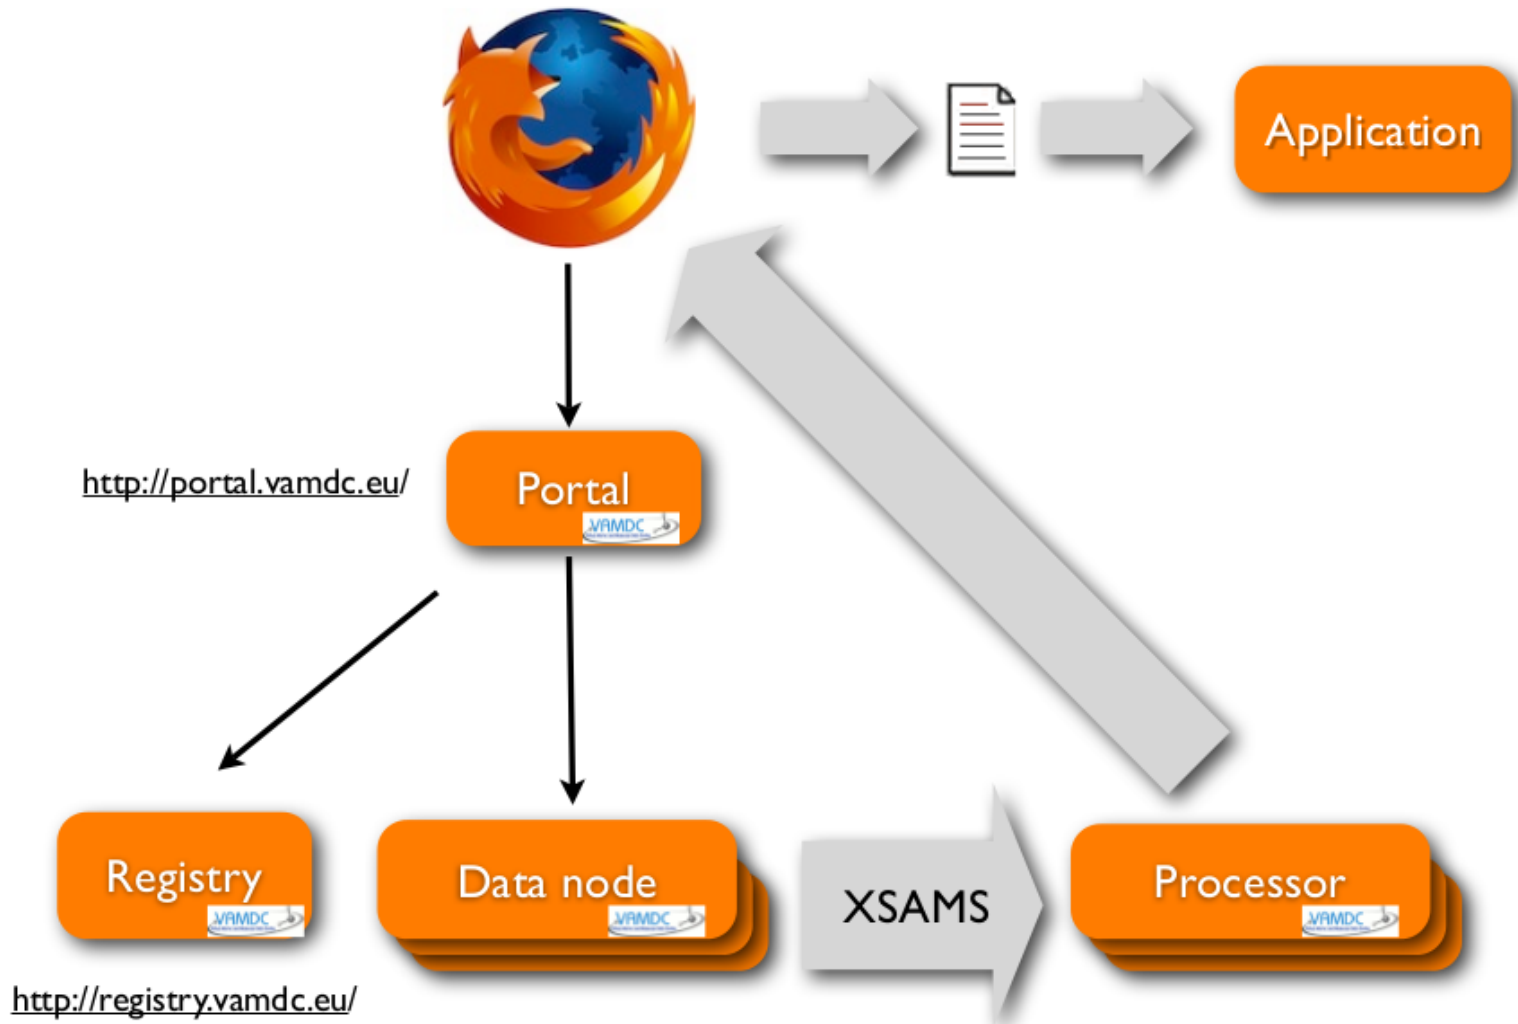 Application
http://portal.vamdc.eu/
Portal
VAMDC
Registry
VAMDC
Data node
VAMDC
XSAMS
Processor
VAMDC
http://registry.vamdc.eu/